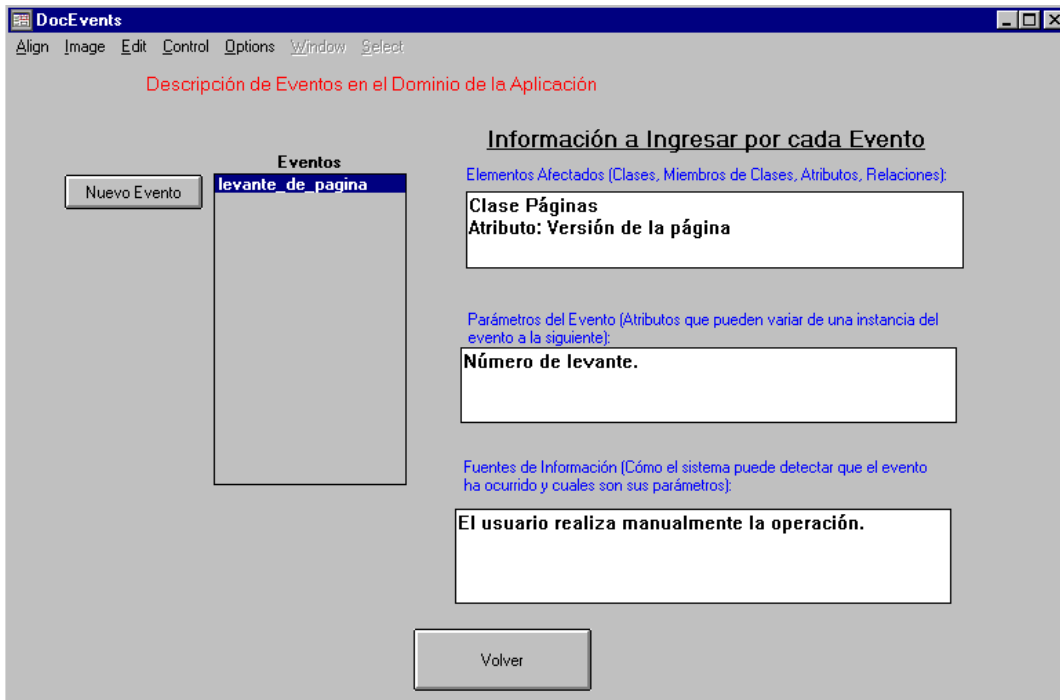 DocEvents
Align Image Edit Control Options Window Select
Descripción de Eventos en el Dominio de la Aplicación
Información a Ingresar por cada Evento
Eventos
Nuevo Evento
levante_de_pagina
Elementos Afectados (Clases, Miembros de Clases, Atributos, Relaciones):
Clase Páginas
Atributo: Versión de la página
Parámetros del Evento (Atributos que pueden variar de una instancia del
evento a la siguiente):
Número de levante.
Fuentes de Información (Cómo el sistema puede detectar que el evento
ha ocurrido y cuales son sus parámetros):
El usuario realiza manualmente la operación.
Volver